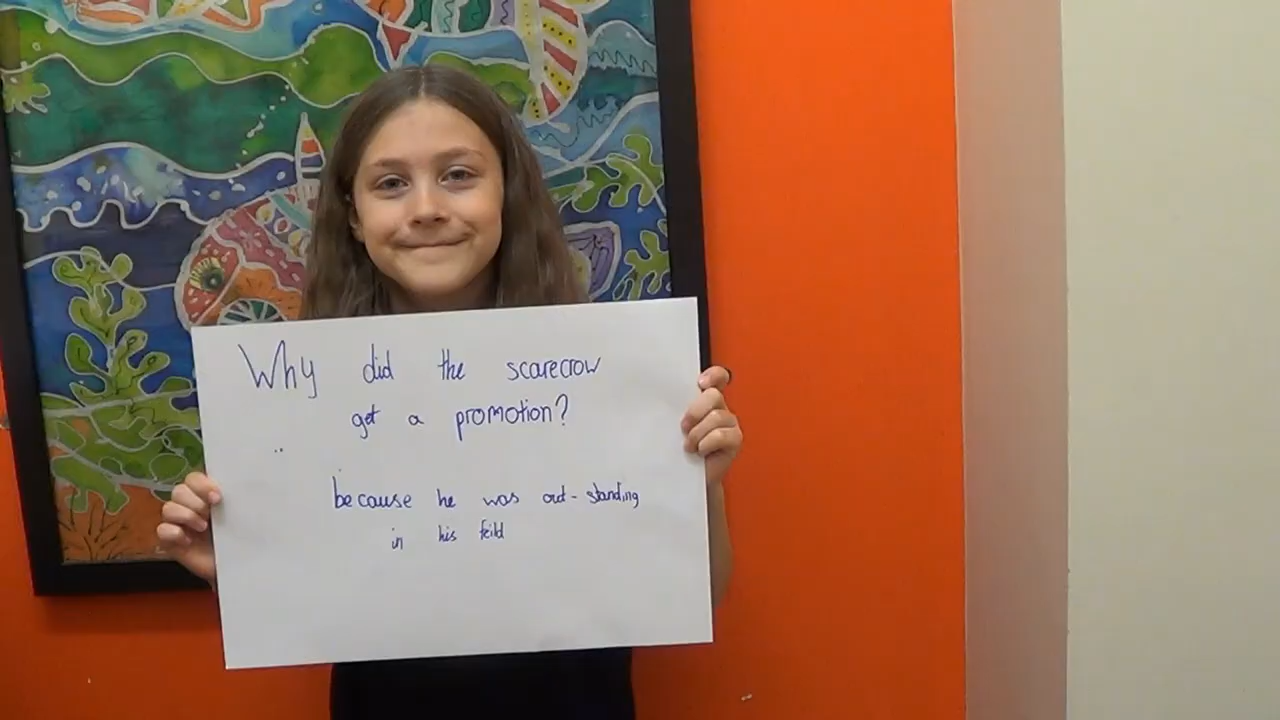 Why did the scarecrow
get a promotion?
because he was out-standing
in his feild